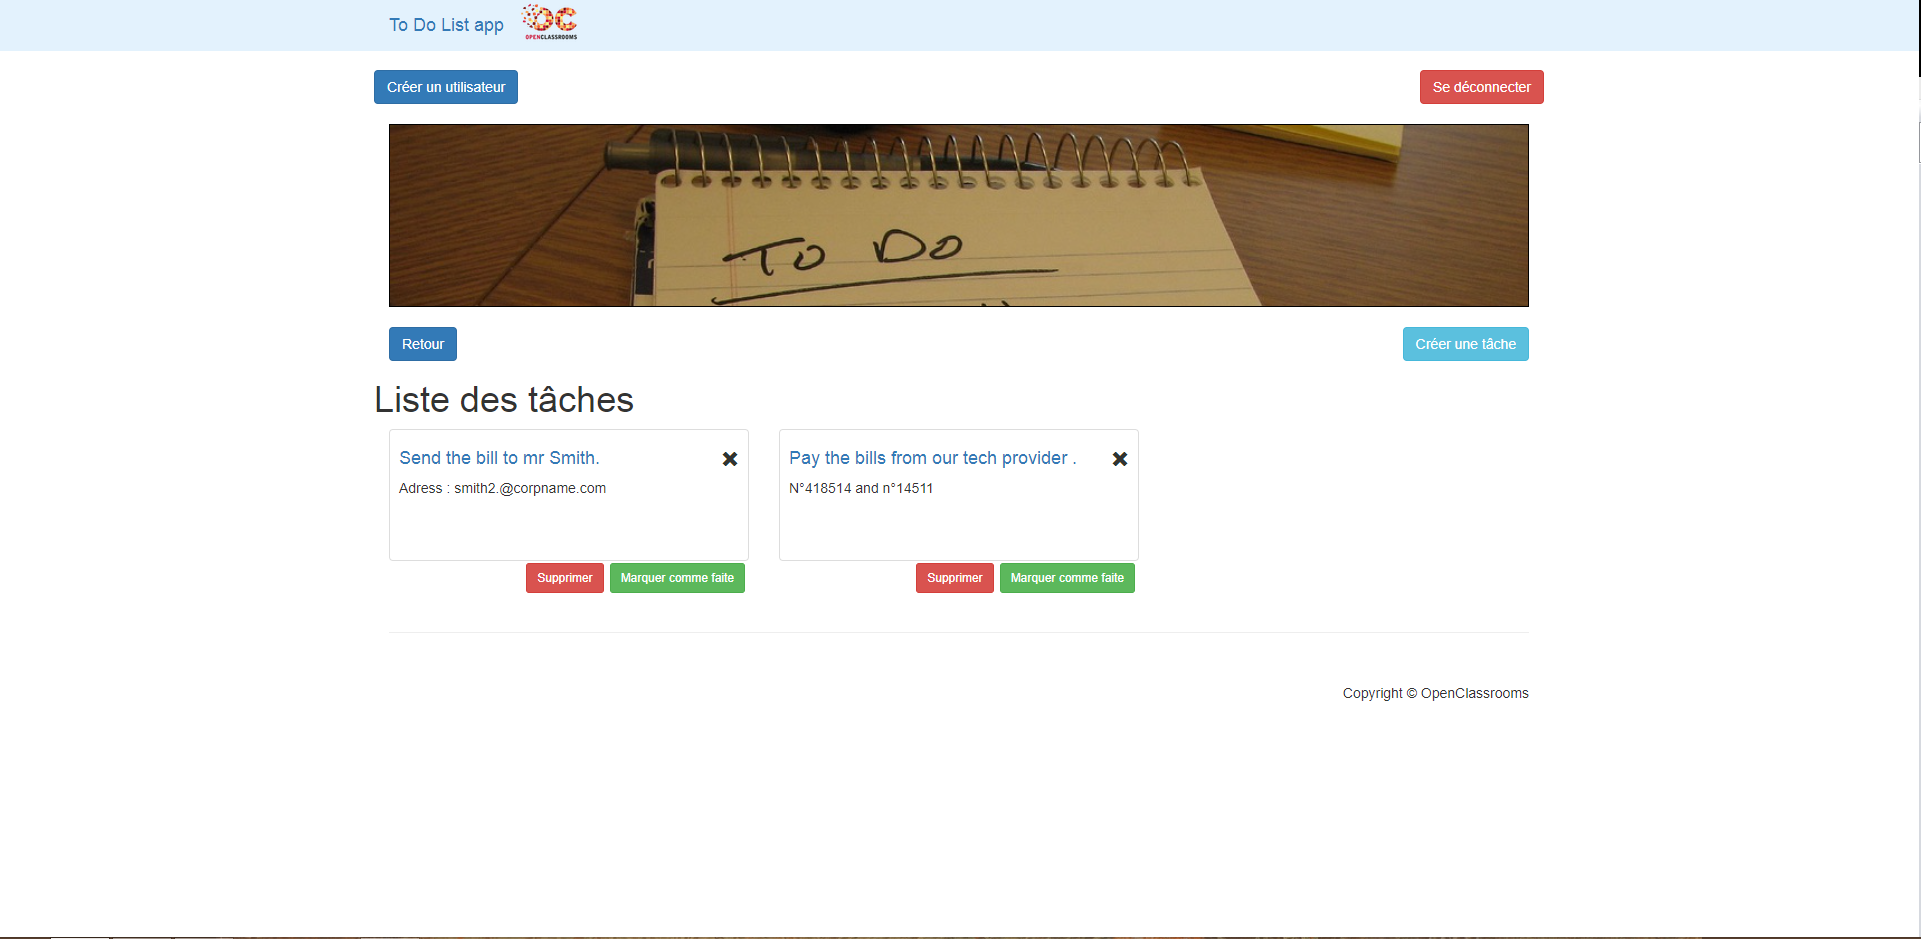 To Do List app
OC
OPENCLASSROOMS
Créer un utilisateur
Se déconnecter
To Do
Retour
Créer une tâche
Liste des tâches
Send the bill to mr Smith.
Adress : smith2.@corpname.com
Supprimer
Marquer comme faite
Pay the bills from our tech provider .
N°418514 and n°14511
Supprimer
Marquer comme faite
Copyright © OpenClassrooms